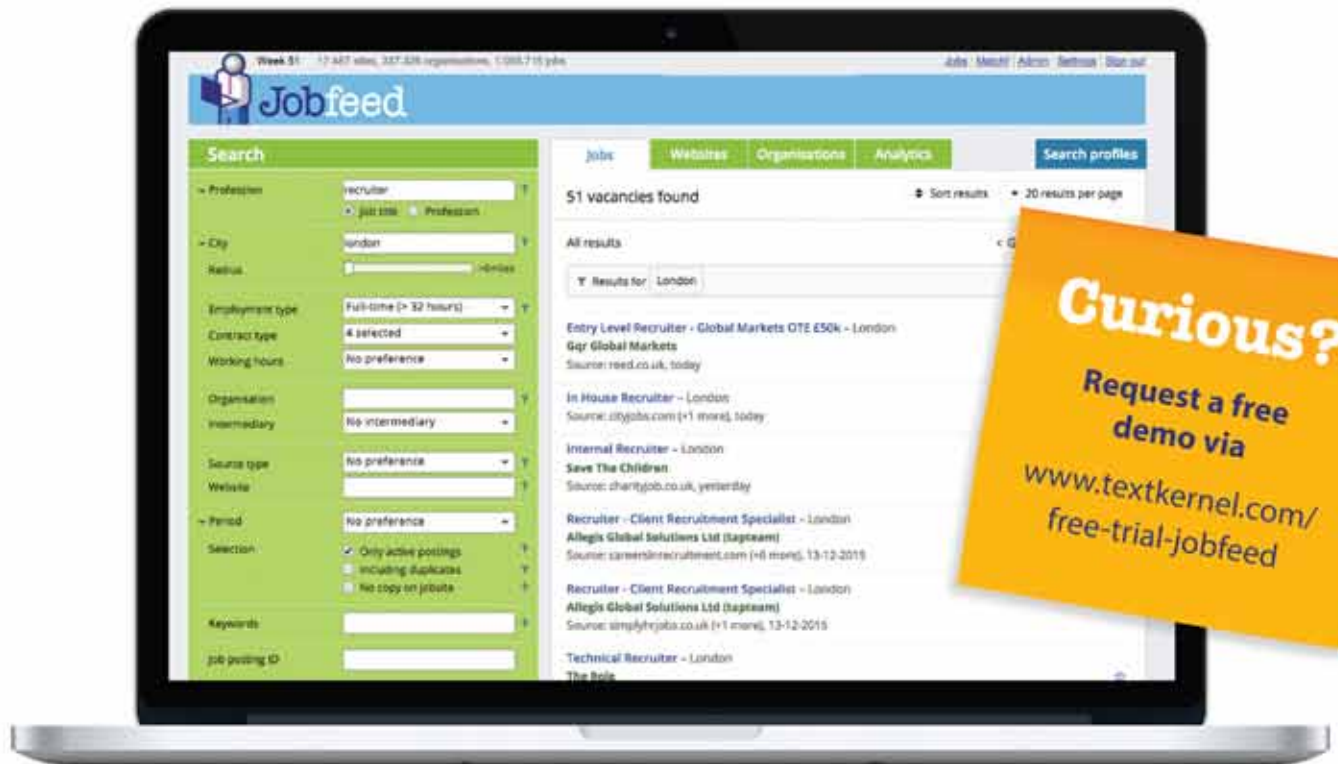 Week 51
Jobs Match! Admin Settings Sign out
Jobfeed
Search
Profession
recruiter
Job title Profession
City
london
Radius
Employment type
Full-time (> 32 hours)
Contract type
4 selected
Working hours
No preference
Organisation
Intermediary
No intermediary
Source type
No preference
Website
Period
No preference
Selection
Only active postings
Including duplicates
No copy on jobsite
Keywords
Job posting ID
Jobs Websites Organisations Analytics Search profiles
51 vacancies found
Sort results 20 results per page
All results
Results for London
Entry Level Recruiter - Global Markets OTE £50k – London
Gqr Global Markets
Source: reed.co.uk, today
In House Recruiter – London
Source: cityjobs.com (+1 more), today
Internal Recruiter – London
Save The Children
Source: charityjob.co.uk, yesterday
Recruiter - Client Recruitment Specialist – London
Allegis Global Solutions Ltd (tapteam)
Source: careersinrecruitment.com (+6 more), 13-12-2015
Recruiter - Client Recruitment Specialist – London
Allegis Global Solutions Ltd (tapteam)
Source: simplyhrjobs.co.uk (+1 more), 13-12-2015
Technical Recruiter – London
The Role
Curious?
Request a free
demo via
www.textkernel.com/
free-trial-jobfeed